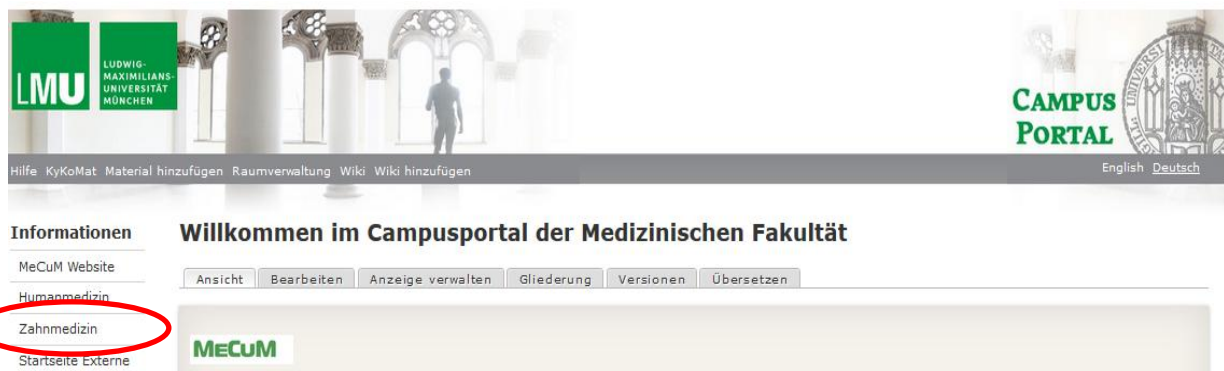 LMU
LUDWIG-
MAXIMILIANS-
UNIVERSITÄT
MÜNCHEN
CAMPUS
PORTAL
Hilfe KyKoMat Material hinzufügen Raumverwaltung Wiki Wiki hinzufügen
English Deutsch
Informationen
MeCuM Website
Humanmedizin
Zahnmedizin
Startseite Externe
Willkommen im Campusportal der Medizinischen Fakultät
Ansicht Bearbeiten Anzeige verwalten Gliederung Versionen Übersetzen
MECUM